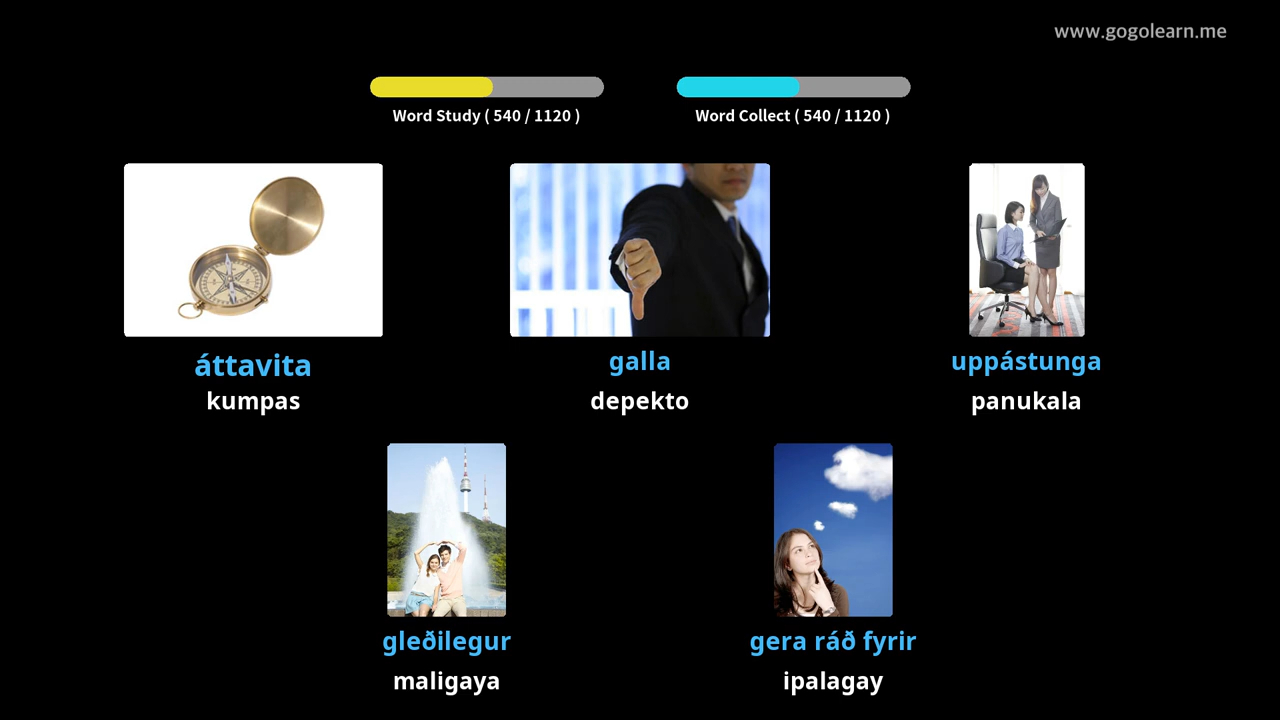 www.gogolearn.me
Word Study ( 540 / 1120 )
Word Collect ( 540 / 1120 )
áttavita
kumpas
galla
depekto
uppástunga
panukala
gleðilegur
maligaya
gera ráð fyrir
ipalagay